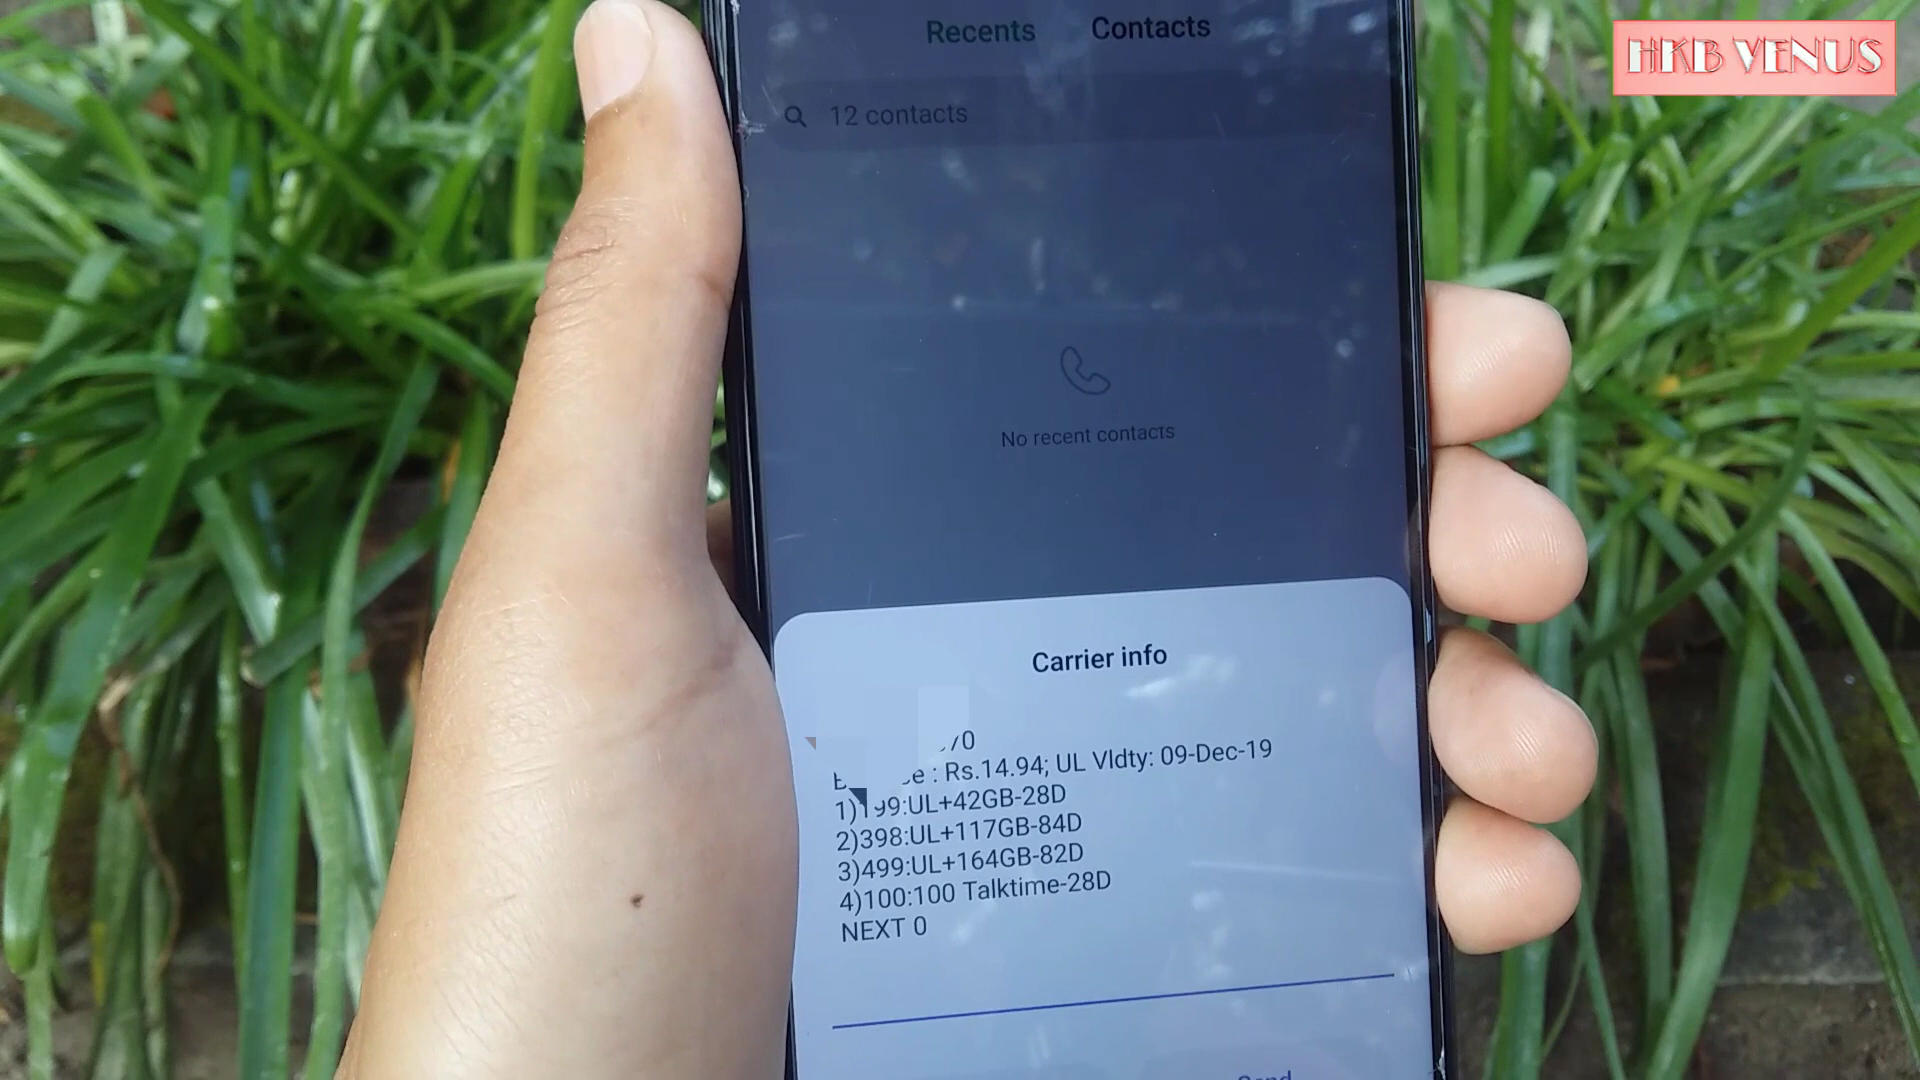 Recents Contacts
HKB VENUS
12 contacts
No recent contacts
Carrier info
70
: Rs.14.94; UL Vldty: 09-Dec-19
1)199:UL+42GB-28D
2)398:UL+117GB-84D
3)499:UL+164GB-82D
4)100:100 Talktime-28D
NEXT 0